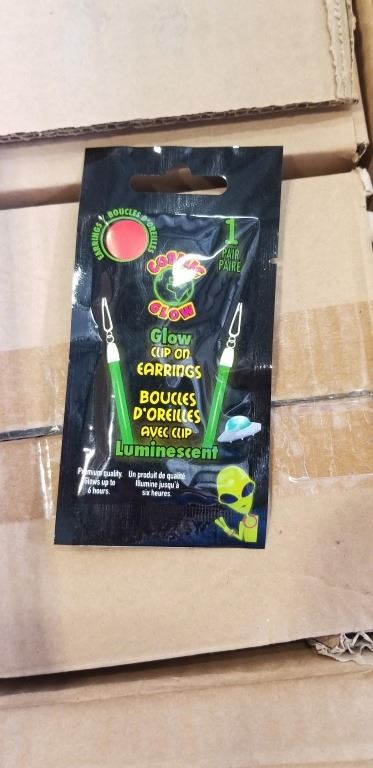 EARRINGS / BOUCLES D'OREILLES
1
PAIR
PAIRE
COSMIC
GLOW
Glow
CLIP ON
EARRINGS
BOUCLES
D'OREILLES
AVEC CLIP
Luminescent
Premium quality.
Glows up to
6 hours.
Un produit de qualité.
Illumine jusqu'à
six heures.